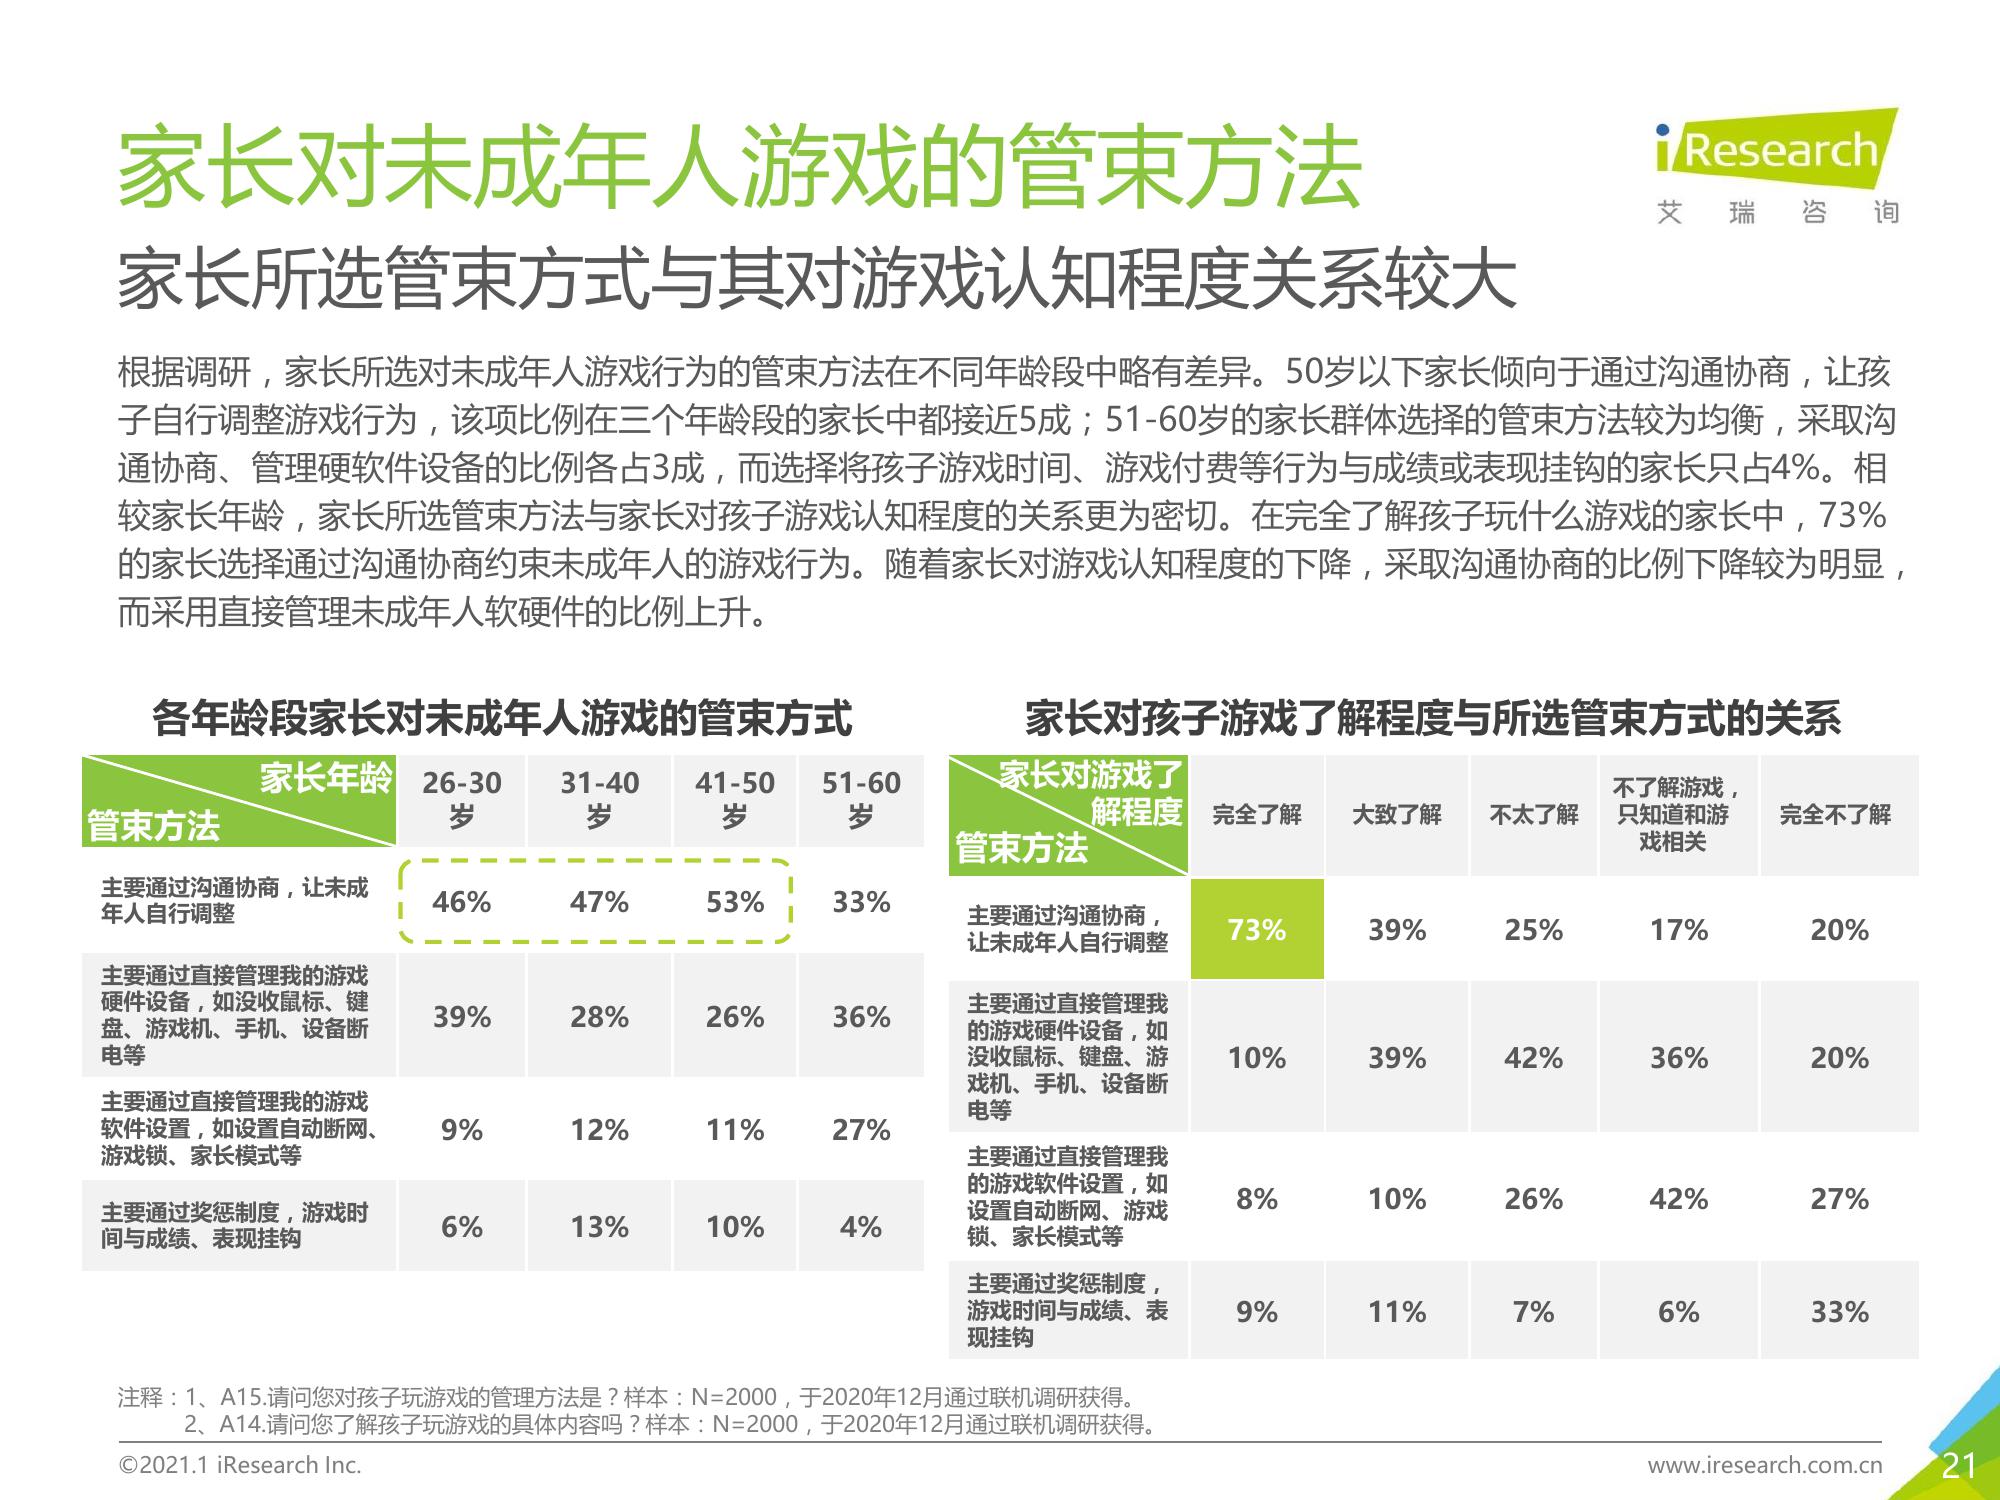 家长对未成年人游戏的管束方法
iResearch
艾 瑞 咨 询
家长所选管束方式与其对游戏认知程度关系较大
根据调研，家长所选对未成年人游戏行为的管束方法在不同年龄段中略有差异。50岁以下家长倾向于通过沟通协商，让孩
子自行调整游戏行为，该项比例在三个年龄段的家长中都接近5成；51-60岁的家长群体选择的管束方法较为均衡，采取沟
通协商、管理硬软件设备的比例各占3成，而选择将孩子游戏时间、游戏付费等行为与成绩或表现挂钩的家长只占4%。相
较家长年龄，家长所选管束方法与家长对孩子游戏认知程度的关系更为密切。在完全了解孩子玩什么游戏的家长中，73%
的家长选择通过沟通协商约束未成年人的游戏行为。随着家长对游戏认知程度的下降，采取沟通协商的比例下降较为明显，
而采用直接管理未成年人软硬件的比例上升。
各年龄段家长对未成年人游戏的管束方式
家长年龄
管束方法
26-30
岁
31-40
岁
41-50
岁
51-60
岁
主要通过沟通协商，让未成
年人自行调整
46% 47% 53% 33%
主要通过直接管理我的游戏
硬件设备，如没收鼠标、键
盘、游戏机、手机、设备断
电等
39% 28% 26% 36%
主要通过直接管理我的游戏
软件设置，如设置自动断网、
游戏锁、家长模式等
9% 12% 11% 27%
主要通过奖惩制度，游戏时
间与成绩、表现挂钩
6% 13% 10% 4%
家长对孩子游戏了解程度与所选管束方式的关系
家长对游戏了
解程度
管束方法
完全了解
大致了解
不太了解
不了解游戏，
只知道和游
戏相关
完全不了解
主要通过沟通协商，
让未成年人自行调整
73% 39% 25% 17% 20%
主要通过直接管理我
的游戏硬件设备，如
没收鼠标、键盘、游
戏机、手机、设备断
电等
10% 39% 42% 36% 20%
主要通过直接管理我
的游戏软件设置，如
设置自动断网、游戏
锁、家长模式等
8% 10% 26% 42% 27%
主要通过奖惩制度，
游戏时间与成绩、表
现挂钩
9% 11% 7% 6% 33%
注释：1、A15.请问您对孩子玩游戏的管理方法是？样本：N=2000，于2020年12月通过联机调研获得。
2、A14.请问您了解孩子玩游戏的具体内容吗？样本：N=2000，于2020年12月通过联机调研获得。
©2021.1 iResearch Inc.
www.iresearch.com.cn
21